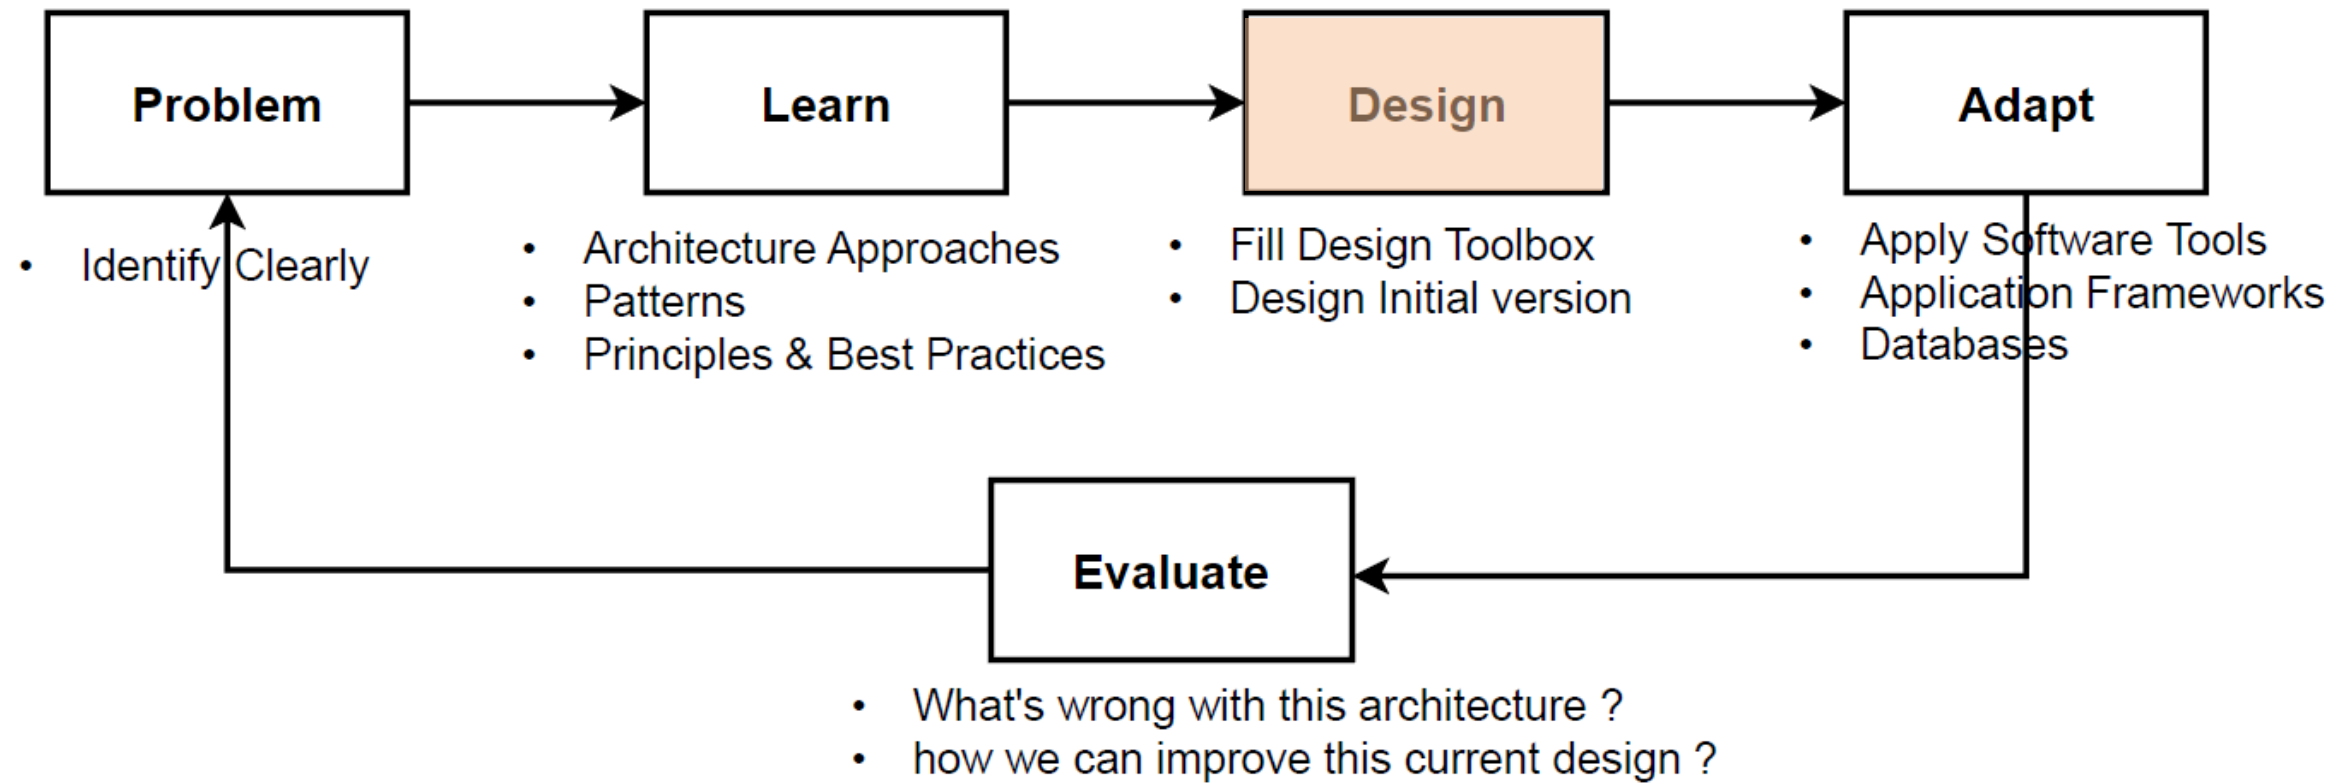 Problem
Learn
Design
Adapt
• Identify Clearly
• Architecture Approaches
• Patterns
• Principles & Best Practices
• Fill Design Toolbox
• Design Initial version
• Apply Software Tools
• Application Frameworks
• Databases
Evaluate
• What's wrong with this architecture ?
• how we can improve this current design ?